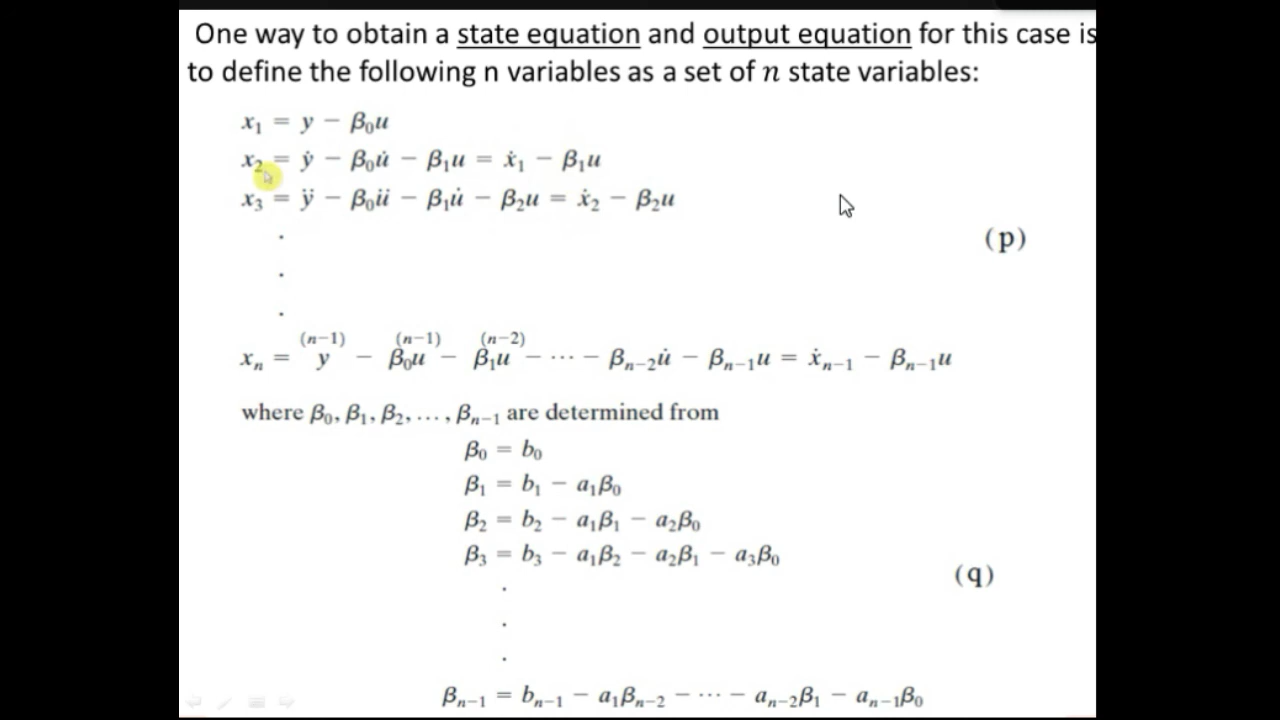 One way to obtain a state equation and output equation for this case is
to define the following n variables as a set of n state variables:
x₁ = y − β₀u
x₂ = ẏ − β₀u̇ − β₁u = ẋ₁ − β₁u
x₃ = ÿ − β₀ü − β₁u̇ − β₂u = ẋ₂ − β₂u
.
.
(p)
.
xₙ = y⁽ⁿ⁻¹⁾ − β₀u⁽ⁿ⁻¹⁾ − β₁u⁽ⁿ⁻²⁾ − ⋯ − βₙ₋₂u̇ − βₙ₋₁u = ẋₙ₋₁ − βₙ₋₁u
where β₀, β₁, β₂, …, βₙ₋₁ are determined from
β₀ = b₀
β₁ = b₁ − a₁β₀
β₂ = b₂ − a₁β₁ − a₂β₀
β₃ = b₃ − a₁β₂ − a₂β₁ − a₃β₀
(q)
.
.
.
βₙ₋₁ = bₙ₋₁ − a₁βₙ₋₂ − ⋯ − aₙ₋₂β₁ − aₙ₋₁β₀